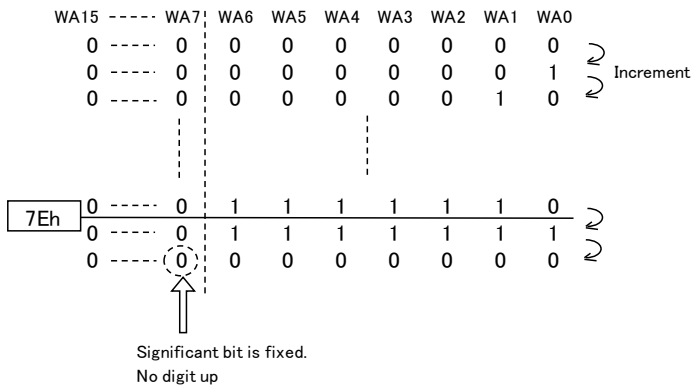 WA15 ----- WA7 WA6 WA5 WA4 WA3 WA2 WA1 WA0
0 ----- 0 0 0 0 0 0 0 0
0 ----- 0 0 0 0 0 0 0 1
Increment
0 ----- 0 0 0 0 0 0 1 0
0 ----- 0 1 1 1 1 1 1 0
7Eh
0 ----- 0 1 1 1 1 1 1 1
0 ----- 0 0 0 0 0 0 0 0
Significant bit is fixed.
No digit up